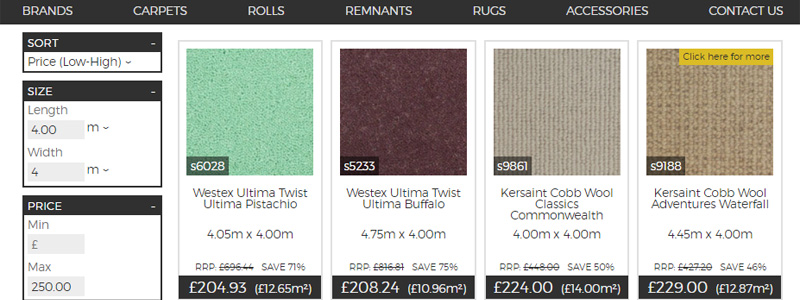 BRANDS CARPETS ROLLS REMNANTS RUGS ACCESSORIES CONTACT US
SORT -
Price (Low-High)
SIZE -
Length
4.00 m
Width
4 m
PRICE -
Min
£
Max
250.00
s6028
Westex Ultima Twist
Ultima Pistachio
4.05m x 4.00m
RRP: £696.44 SAVE 71%
£204.93 (£12.65m²)
s5233
Westex Ultima Twist
Ultima Buffalo
4.75m x 4.00m
RRP: £816.81 SAVE 75%
£208.24 (£10.96m²)
s9861
Kersaint Cobb Wool
Classics
Commonwealth
4.00m x 4.00m
RRP: £448.00 SAVE 50%
£224.00 (£14.00m²)
Click here for more
s9188
Kersaint Cobb Wool
Adventures Waterfall
4.45m x 4.00m
RRP: £427.20 SAVE 46%
£229.00 (£12.87m²)